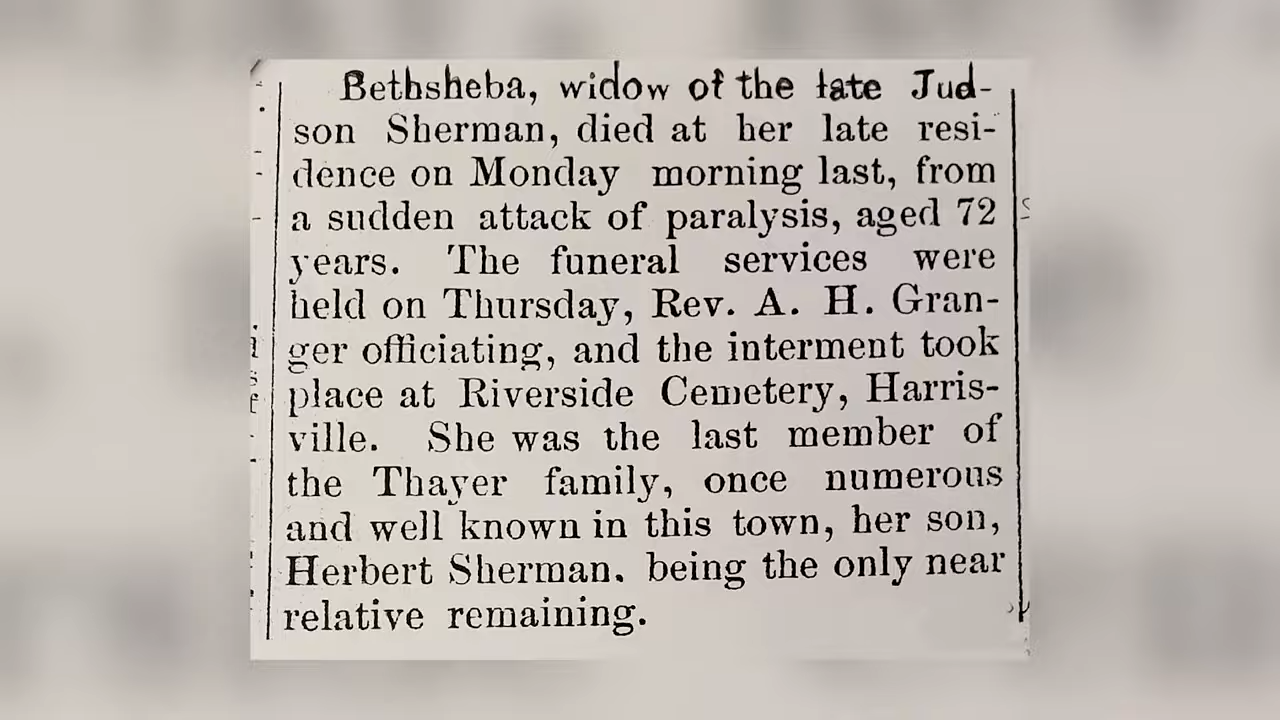 Bethsheba, widow of the late Jud-
son Sherman, died at her late resi-
dence on Monday morning last, from
a sudden attack of paralysis, aged 72
years. The funeral services were
held on Thursday, Rev. A. H. Gran-
ger officiating, and the interment took
place at Riverside Cemetery, Harris-
ville. She was the last member of
the Thayer family, once numerous
and well known in this town, her son,
Herbert Sherman. being the only near
relative remaining.